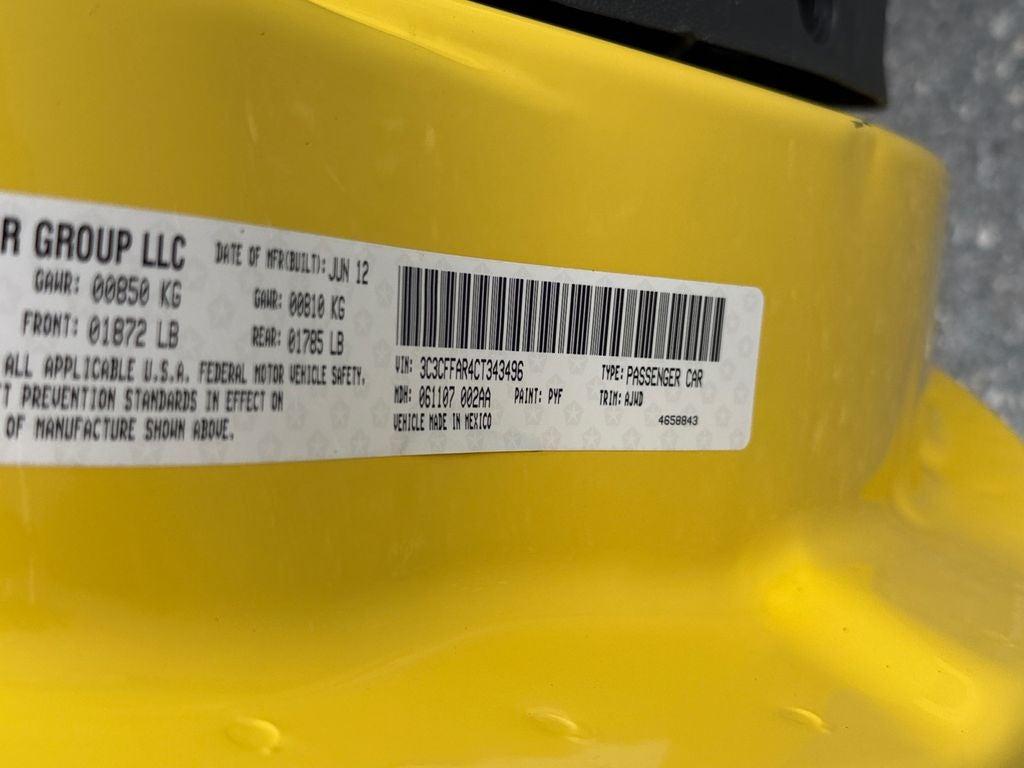 R GROUP LLC
DATE OF MFR(BUILT): JUN 12
GAWR: 00850 KG GAWR: 00810 KG
FRONT: 01872 LB REAR: 01785 LB
ALL APPLICABLE U.S.A. FEDERAL MOTOR VEHICLE SAFETY,
T PREVENTION STANDARDS IN EFFECT ON
OF MANUFACTURE SHOWN ABOVE.
VIN: 3C3CFFAR4CT343496 TYPE: PASSENGER CAR
MDH: 061107 002AA PAINT: PYF TRIM: AJWD
VEHICLE MADE IN MEXICO 4658843